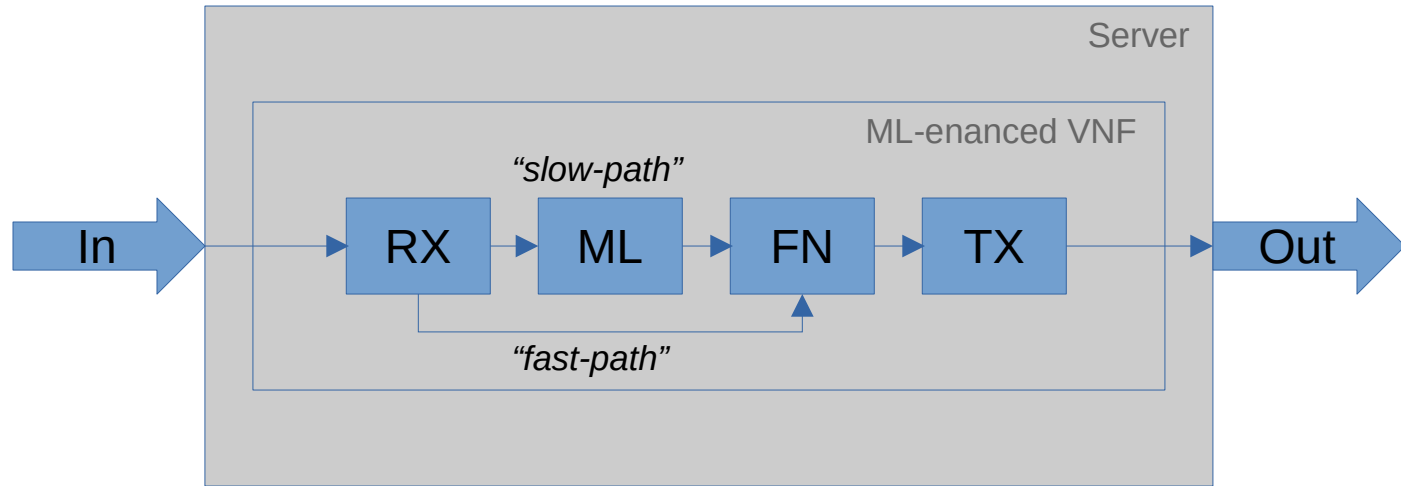 Server
ML-enanced VNF
“slow-path”
In
RX
ML
FN
TX
Out
“fast-path”